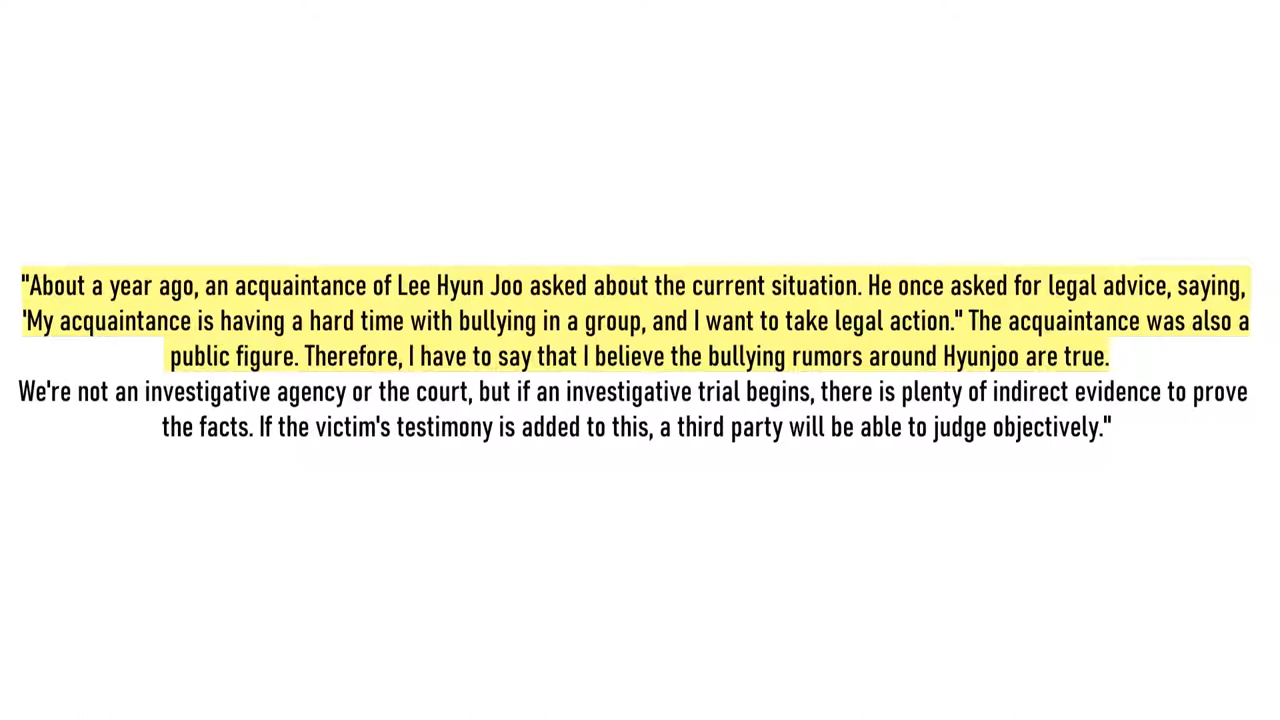 "About a year ago, an acquaintance of Lee Hyun Joo asked about the current situation. He once asked for legal advice, saying,
'My acquaintance is having a hard time with bullying in a group, and I want to take legal action." The acquaintance was also a
public figure. Therefore, I have to say that I believe the bullying rumors around Hyunjoo are true.
We're not an investigative agency or the court, but if an investigative trial begins, there is plenty of indirect evidence to prove
the facts. If the victim's testimony is added to this, a third party will be able to judge objectively."